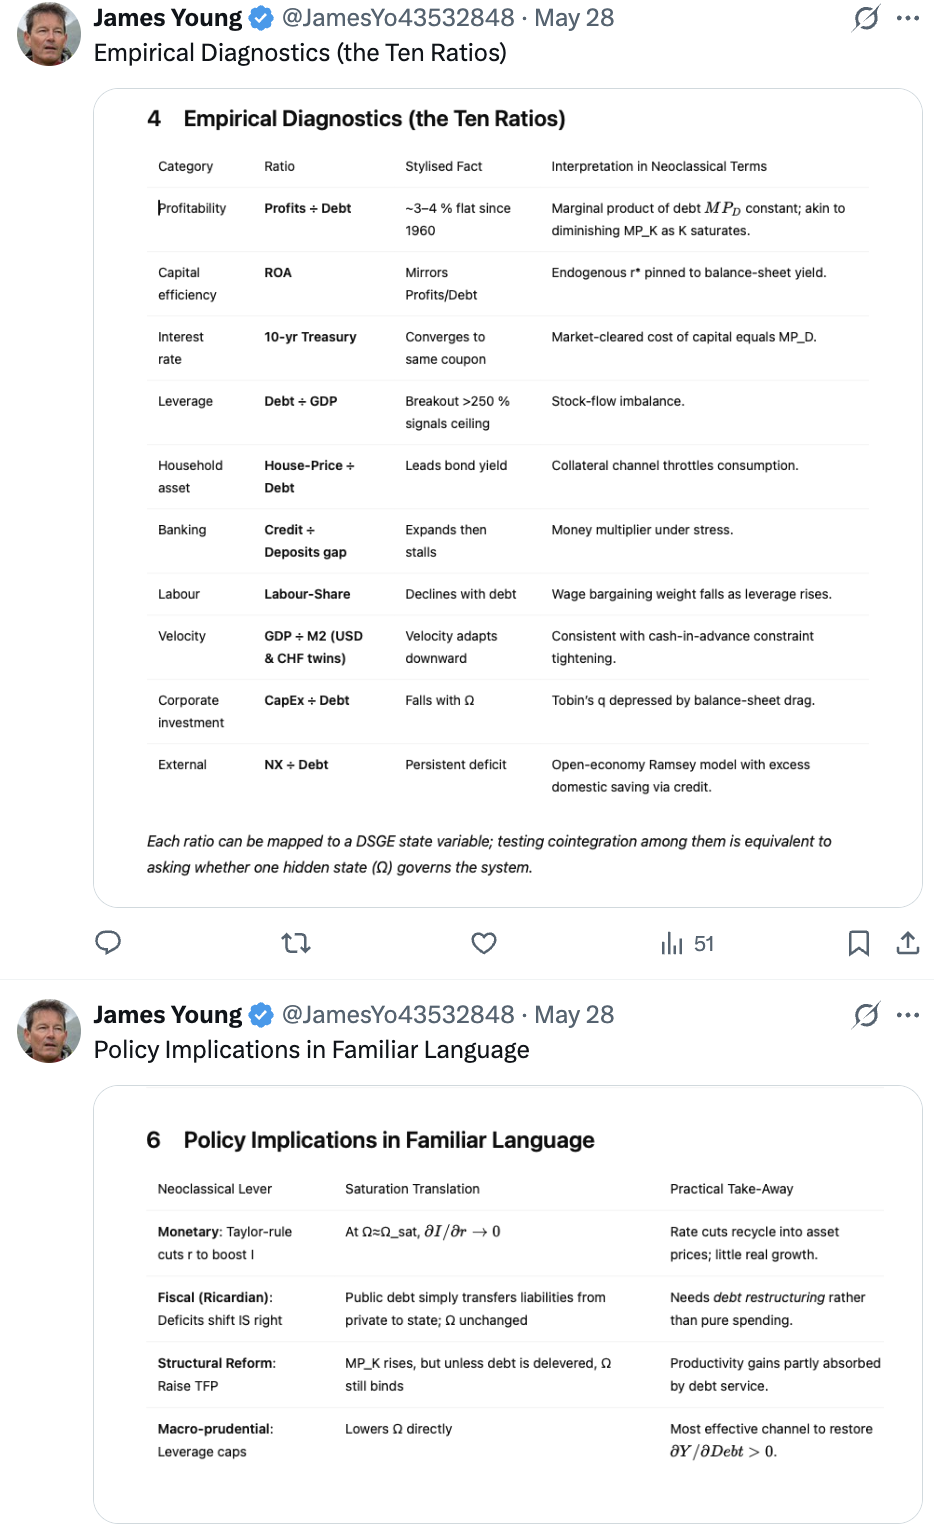 James Young @JamesYo43532848 · May 28
Empirical Diagnostics (the Ten Ratios)
4 Empirical Diagnostics (the Ten Ratios)
Category Ratio Stylised Fact Interpretation in Neoclassical Terms
Profitability Profits ÷ Debt ~3–4 % flat since Marginal product of debt MP_D constant; akin to
1960 diminishing MP_K as K saturates.
Capital ROA Mirrors Endogenous r* pinned to balance-sheet yield.
efficiency Profits/Debt
Interest 10-yr Treasury Converges to Market-cleared cost of capital equals MP_D.
rate same coupon
Leverage Debt ÷ GDP Breakout >250 % Stock-flow imbalance.
signals ceiling
Household House-Price ÷ Leads bond yield Collateral channel throttles consumption.
asset Debt
Banking Credit ÷ Expands then Money multiplier under stress.
Deposits gap stalls
Labour Labour-Share Declines with debt Wage bargaining weight falls as leverage rises.
Velocity GDP ÷ M2 (USD Velocity adapts Consistent with cash-in-advance constraint
& CHF twins) downward tightening.
Corporate CapEx ÷ Debt Falls with Ω Tobin's q depressed by balance-sheet drag.
investment
External NX ÷ Debt Persistent deficit Open-economy Ramsey model with excess
domestic saving via credit.
Each ratio can be mapped to a DSGE state variable; testing cointegration among them is equivalent to
asking whether one hidden state (Ω) governs the system.
51
James Young @JamesYo43532848 · May 28
Policy Implications in Familiar Language
6 Policy Implications in Familiar Language
Neoclassical Lever Saturation Translation Practical Take-Away
Monetary: Taylor-rule At Ω≈Ω_sat, ∂I/∂r → 0 Rate cuts recycle into asset
cuts r to boost I prices; little real growth.
Fiscal (Ricardian): Public debt simply transfers liabilities from Needs debt restructuring rather
Deficits shift IS right private to state; Ω unchanged than pure spending.
Structural Reform: MP_K rises, but unless debt is delevered, Ω Productivity gains partly absorbed
Raise TFP still binds by debt service.
Macro-prudential: Lowers Ω directly Most effective channel to restore
Leverage caps ∂Y/∂Debt > 0.